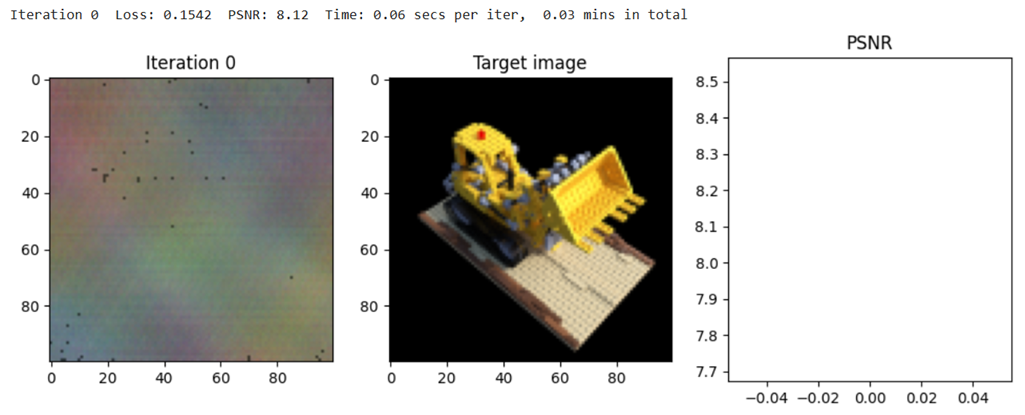 Iteration 0  Loss: 0.1542  PSNR: 8.12  Time: 0.06 secs per iter,  0.03 mins in total
Iteration 0
0
20
40
60
80
0 20 40 60 80
Target image
0
20
40
60
80
0 20 40 60 80
PSNR
8.5
8.4
8.3
8.2
8.1
8.0
7.9
7.8
7.7
−0.04 −0.02 0.00 0.02 0.04